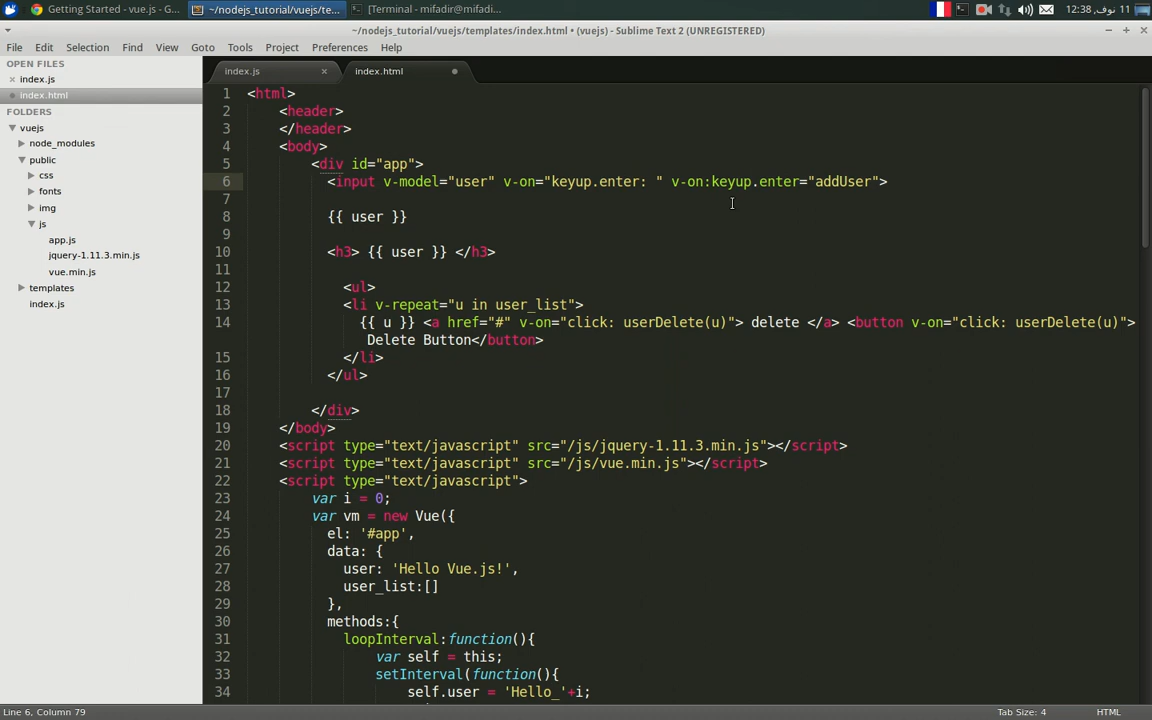 Getting Started - vue.js - G...
~/nodejs_tutorial/vuejs/te...
[Terminal - mifadir@mifadi...
11 نوف, 12:38
~/nodejs_tutorial/vuejs/templates/index.html • (vuejs) - Sublime Text 2 (UNREGISTERED)
File Edit Selection Find View Goto Tools Project Preferences Help
OPEN FILES
index.js
index.html
FOLDERS
vuejs
node_modules
public
css
fonts
img
js
app.js
jquery-1.11.3.min.js
vue.min.js
templates
index.js
index.js
index.html
1 <html>
2 <header>
3 </header>
4 <body>
5 <div id="app">
6 <input v-model="user" v-on="keyup.enter: " v-on:keyup.enter="addUser">
7
8 {{ user }}
9
10 <h3> {{ user }} </h3>
11
12 <ul>
13 <li v-repeat="u in user_list">
14 {{ u }} <a href="#" v-on="click: userDelete(u)"> delete </a> <button v-on="click: userDelete(u)">
Delete Button</button>
15 </li>
16 </ul>
17
18 </div>
19 </body>
20 <script type="text/javascript" src="/js/jquery-1.11.3.min.js"></script>
21 <script type="text/javascript" src="/js/vue.min.js"></script>
22 <script type="text/javascript">
23 var i = 0;
24 var vm = new Vue({
25 el: '#app',
26 data: {
27 user: 'Hello Vue.js!',
28 user_list:[]
29 },
30 methods:{
31 loopInterval:function(){
32 var self = this;
33 setInterval(function(){
34 self.user = 'Hello_'+i;
Line 6, Column 79
Tab Size: 4
HTML